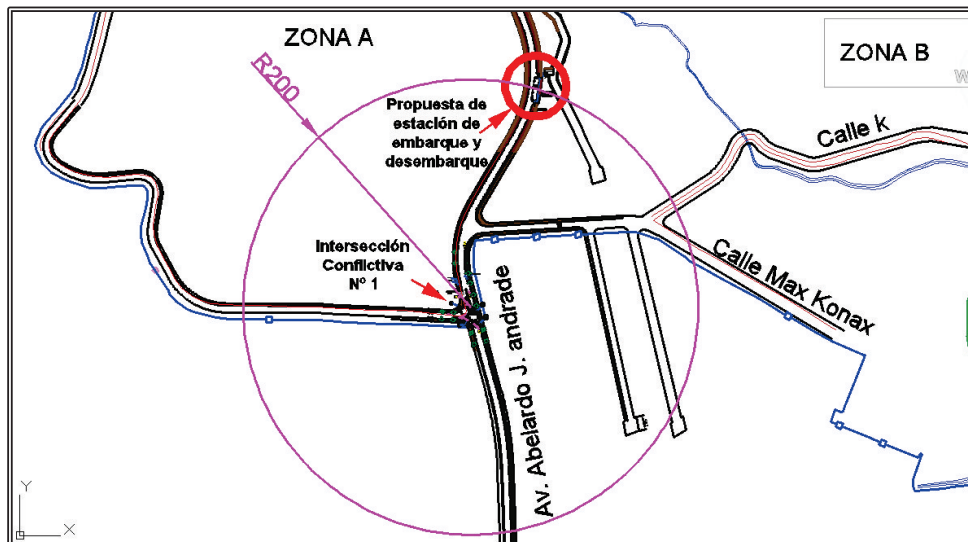 ZONA A
ZONA B
W
R200
Propuesta de
estación de
embarque y
desembarque
Calle k
Intersección
Conflictiva
Nº 1
Calle Max Konax
Av. Abelardo J. andrade
Y
X